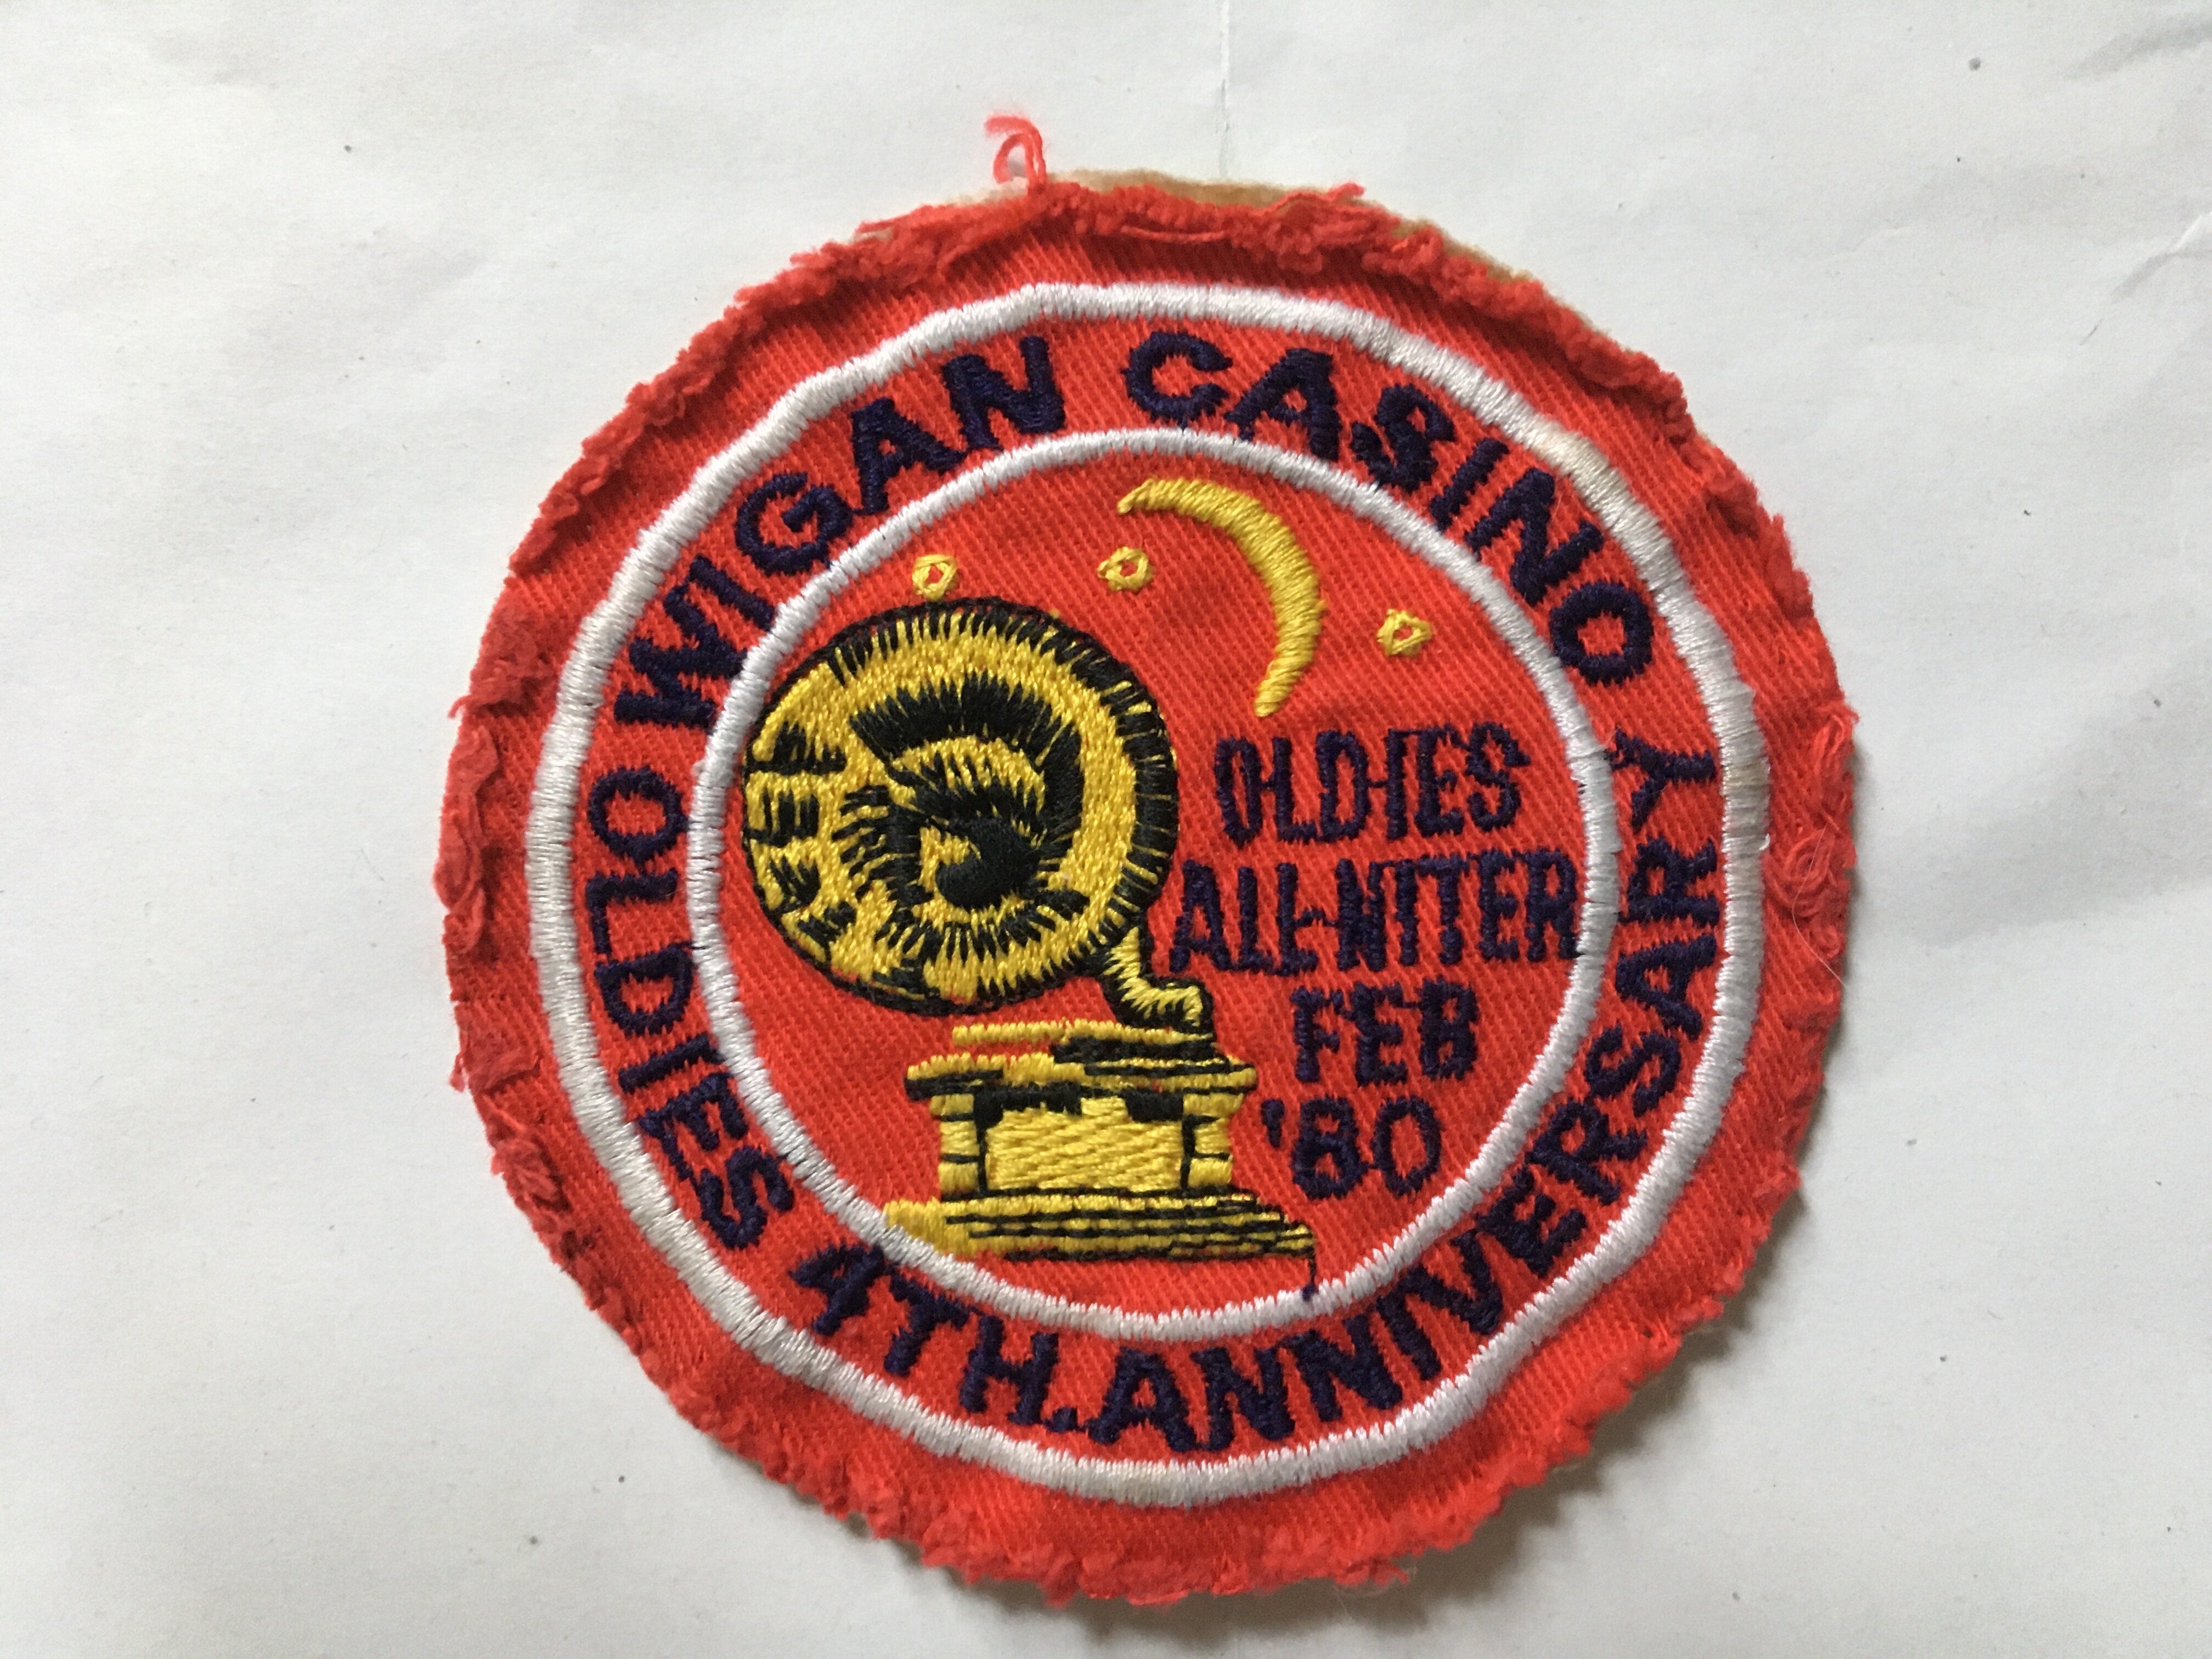 WIGAN CASINO
OLDIES 4TH.ANNIVERSARY
OLDIES
ALL-NITER
FEB
'80